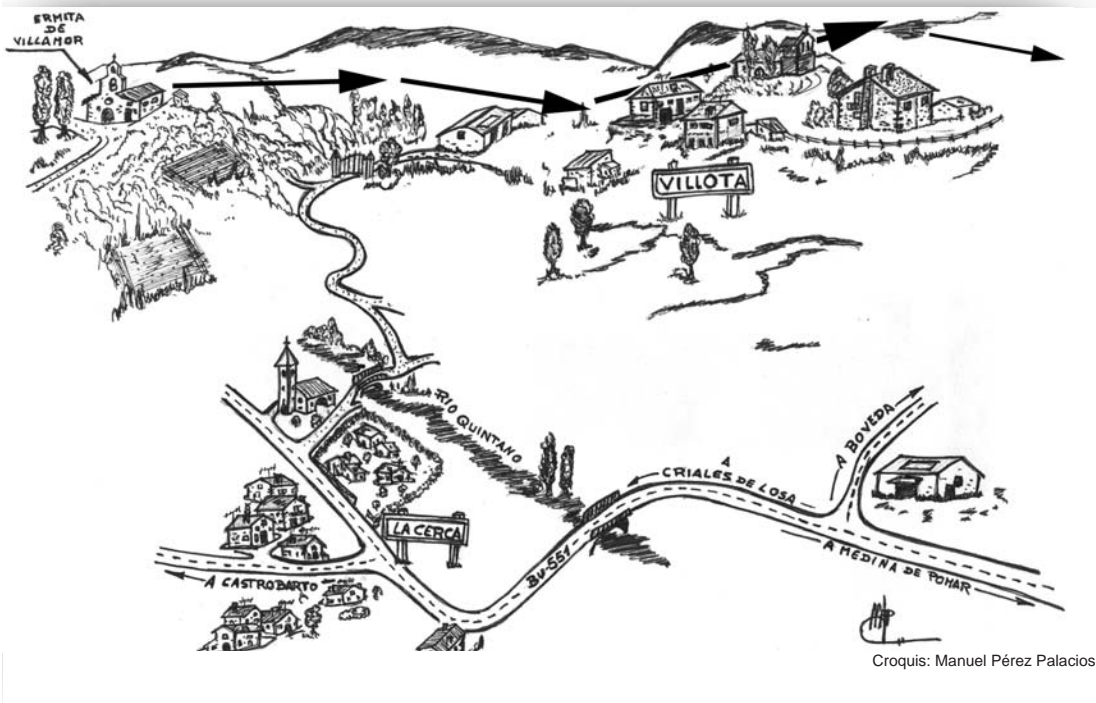 ERMITA
DE
VILLAMOR
VILLOTA
RIO QUINTANO
A BOVEDA
A
CRIALES DE LOSA
LA CERCA
BU-551
A MEDINA DE POMAR
A CASTROBARTO
Croquis: Manuel Pérez Palacios